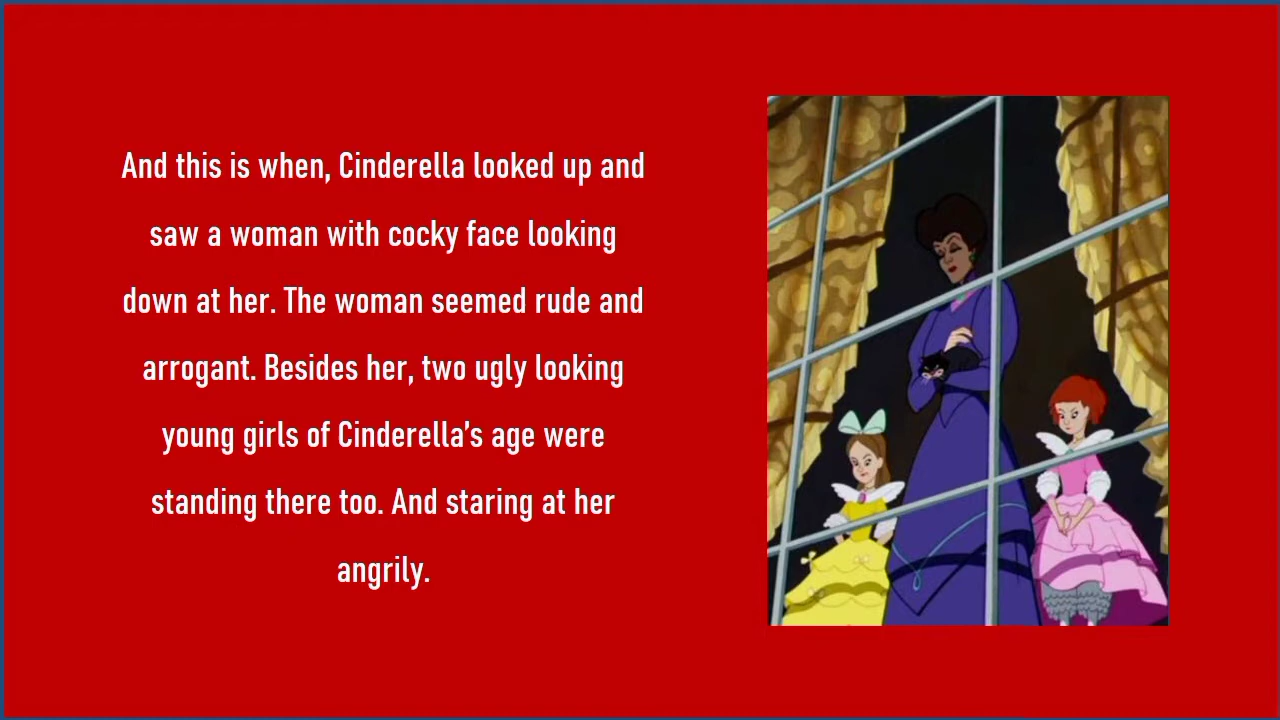 And this is when, Cinderella looked up and
saw a woman with cocky face looking
down at her. The woman seemed rude and
arrogant. Besides her, two ugly looking
young girls of Cinderella’s age were
standing there too. And staring at her
angrily.